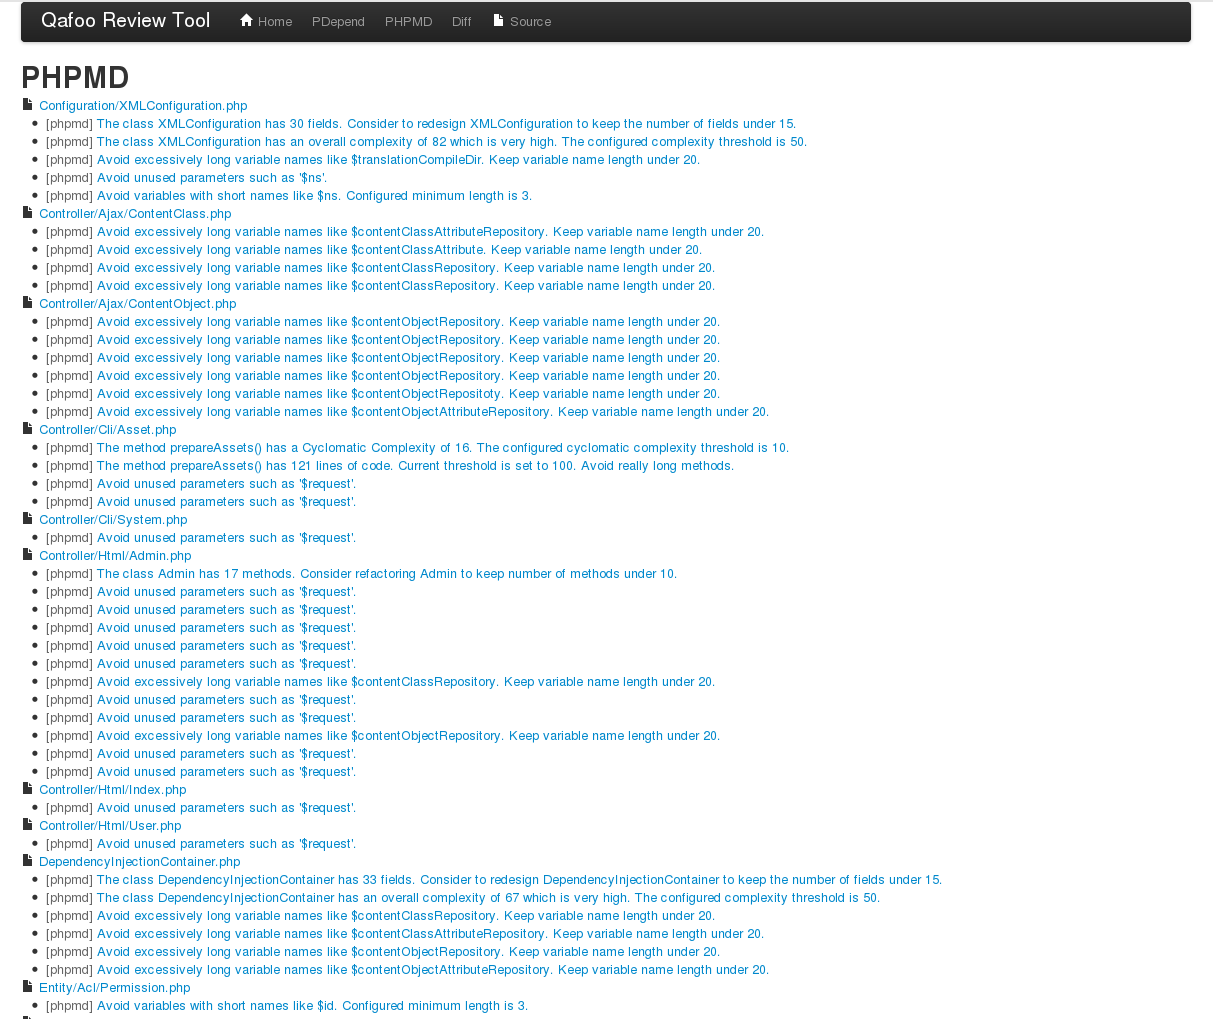 Qafoo Review Tool Home PDepend PHPMD Diff Source
PHPMD
Configuration/XMLConfiguration.php
[phpmd] The class XMLConfiguration has 30 fields. Consider to redesign XMLConfiguration to keep the number of fields under 15.
[phpmd] The class XMLConfiguration has an overall complexity of 82 which is very high. The configured complexity threshold is 50.
[phpmd] Avoid excessively long variable names like $translationCompileDir. Keep variable name length under 20.
[phpmd] Avoid unused parameters such as '$ns'.
[phpmd] Avoid variables with short names like $ns. Configured minimum length is 3.
Controller/Ajax/ContentClass.php
[phpmd] Avoid excessively long variable names like $contentClassAttributeRepository. Keep variable name length under 20.
[phpmd] Avoid excessively long variable names like $contentClassAttribute. Keep variable name length under 20.
[phpmd] Avoid excessively long variable names like $contentClassRepository. Keep variable name length under 20.
[phpmd] Avoid excessively long variable names like $contentClassRepository. Keep variable name length under 20.
Controller/Ajax/ContentObject.php
[phpmd] Avoid excessively long variable names like $contentObjectRepository. Keep variable name length under 20.
[phpmd] Avoid excessively long variable names like $contentObjectRepository. Keep variable name length under 20.
[phpmd] Avoid excessively long variable names like $contentObjectRepository. Keep variable name length under 20.
[phpmd] Avoid excessively long variable names like $contentObjectRepository. Keep variable name length under 20.
[phpmd] Avoid excessively long variable names like $contentObjectRepositoty. Keep variable name length under 20.
[phpmd] Avoid excessively long variable names like $contentObjectAttributeRepository. Keep variable name length under 20.
Controller/Cli/Asset.php
[phpmd] The method prepareAssets() has a Cyclomatic Complexity of 16. The configured cyclomatic complexity threshold is 10.
[phpmd] The method prepareAssets() has 121 lines of code. Current threshold is set to 100. Avoid really long methods.
[phpmd] Avoid unused parameters such as '$request'.
[phpmd] Avoid unused parameters such as '$request'.
Controller/Cli/System.php
[phpmd] Avoid unused parameters such as '$request'.
Controller/Html/Admin.php
[phpmd] The class Admin has 17 methods. Consider refactoring Admin to keep number of methods under 10.
[phpmd] Avoid unused parameters such as '$request'.
[phpmd] Avoid unused parameters such as '$request'.
[phpmd] Avoid unused parameters such as '$request'.
[phpmd] Avoid unused parameters such as '$request'.
[phpmd] Avoid unused parameters such as '$request'.
[phpmd] Avoid excessively long variable names like $contentClassRepository. Keep variable name length under 20.
[phpmd] Avoid unused parameters such as '$request'.
[phpmd] Avoid unused parameters such as '$request'.
[phpmd] Avoid excessively long variable names like $contentObjectRepository. Keep variable name length under 20.
[phpmd] Avoid unused parameters such as '$request'.
[phpmd] Avoid unused parameters such as '$request'.
Controller/Html/Index.php
[phpmd] Avoid unused parameters such as '$request'.
Controller/Html/User.php
[phpmd] Avoid unused parameters such as '$request'.
DependencyInjectionContainer.php
[phpmd] The class DependencyInjectionContainer has 33 fields. Consider to redesign DependencyInjectionContainer to keep the number of fields under 15.
[phpmd] The class DependencyInjectionContainer has an overall complexity of 67 which is very high. The configured complexity threshold is 50.
[phpmd] Avoid excessively long variable names like $contentClassRepository. Keep variable name length under 20.
[phpmd] Avoid excessively long variable names like $contentClassAttributeRepository. Keep variable name length under 20.
[phpmd] Avoid excessively long variable names like $contentObjectRepository. Keep variable name length under 20.
[phpmd] Avoid excessively long variable names like $contentObjectAttributeRepository. Keep variable name length under 20.
Entity/Acl/Permission.php
[phpmd] Avoid variables with short names like $id. Configured minimum length is 3.